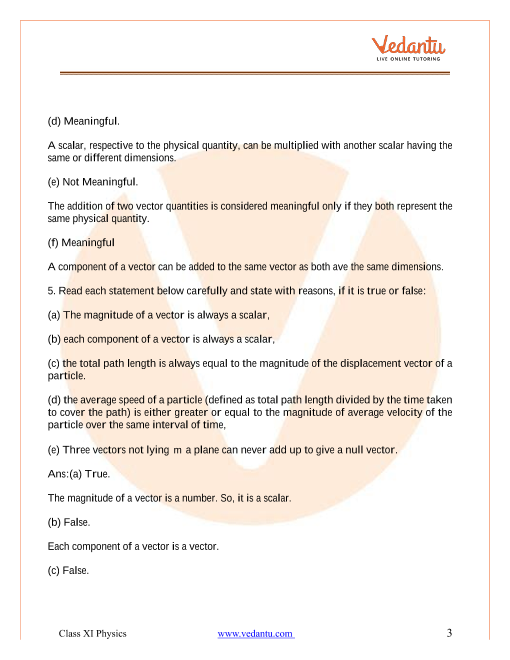 Vedantu
LIVE ONLINE TUTORING
(d) Meaningful.
A scalar, respective to the physical quantity, can be multiplied with another scalar having the
same or different dimensions.
(e) Not Meaningful.
The addition of two vector quantities is considered meaningful only if they both represent the
same physical quantity.
(f) Meaningful
A component of a vector can be added to the same vector as both ave the same dimensions.
5. Read each statement below carefully and state with reasons, if it is true or false:
(a) The magnitude of a vector is always a scalar,
(b) each component of a vector is always a scalar,
(c) the total path length is always equal to the magnitude of the displacement vector of a
particle.
(d) the average speed of a particle (defined as total path length divided by the time taken
to cover the path) is either greater or equal to the magnitude of average velocity of the
particle over the same interval of time,
(e) Three vectors not lying m a plane can never add up to give a null vector.
Ans:(a) True.
The magnitude of a vector is a number. So, it is a scalar.
(b) False.
Each component of a vector is a vector.
(c) False.
Class XI Physics www.vedantu.com 3